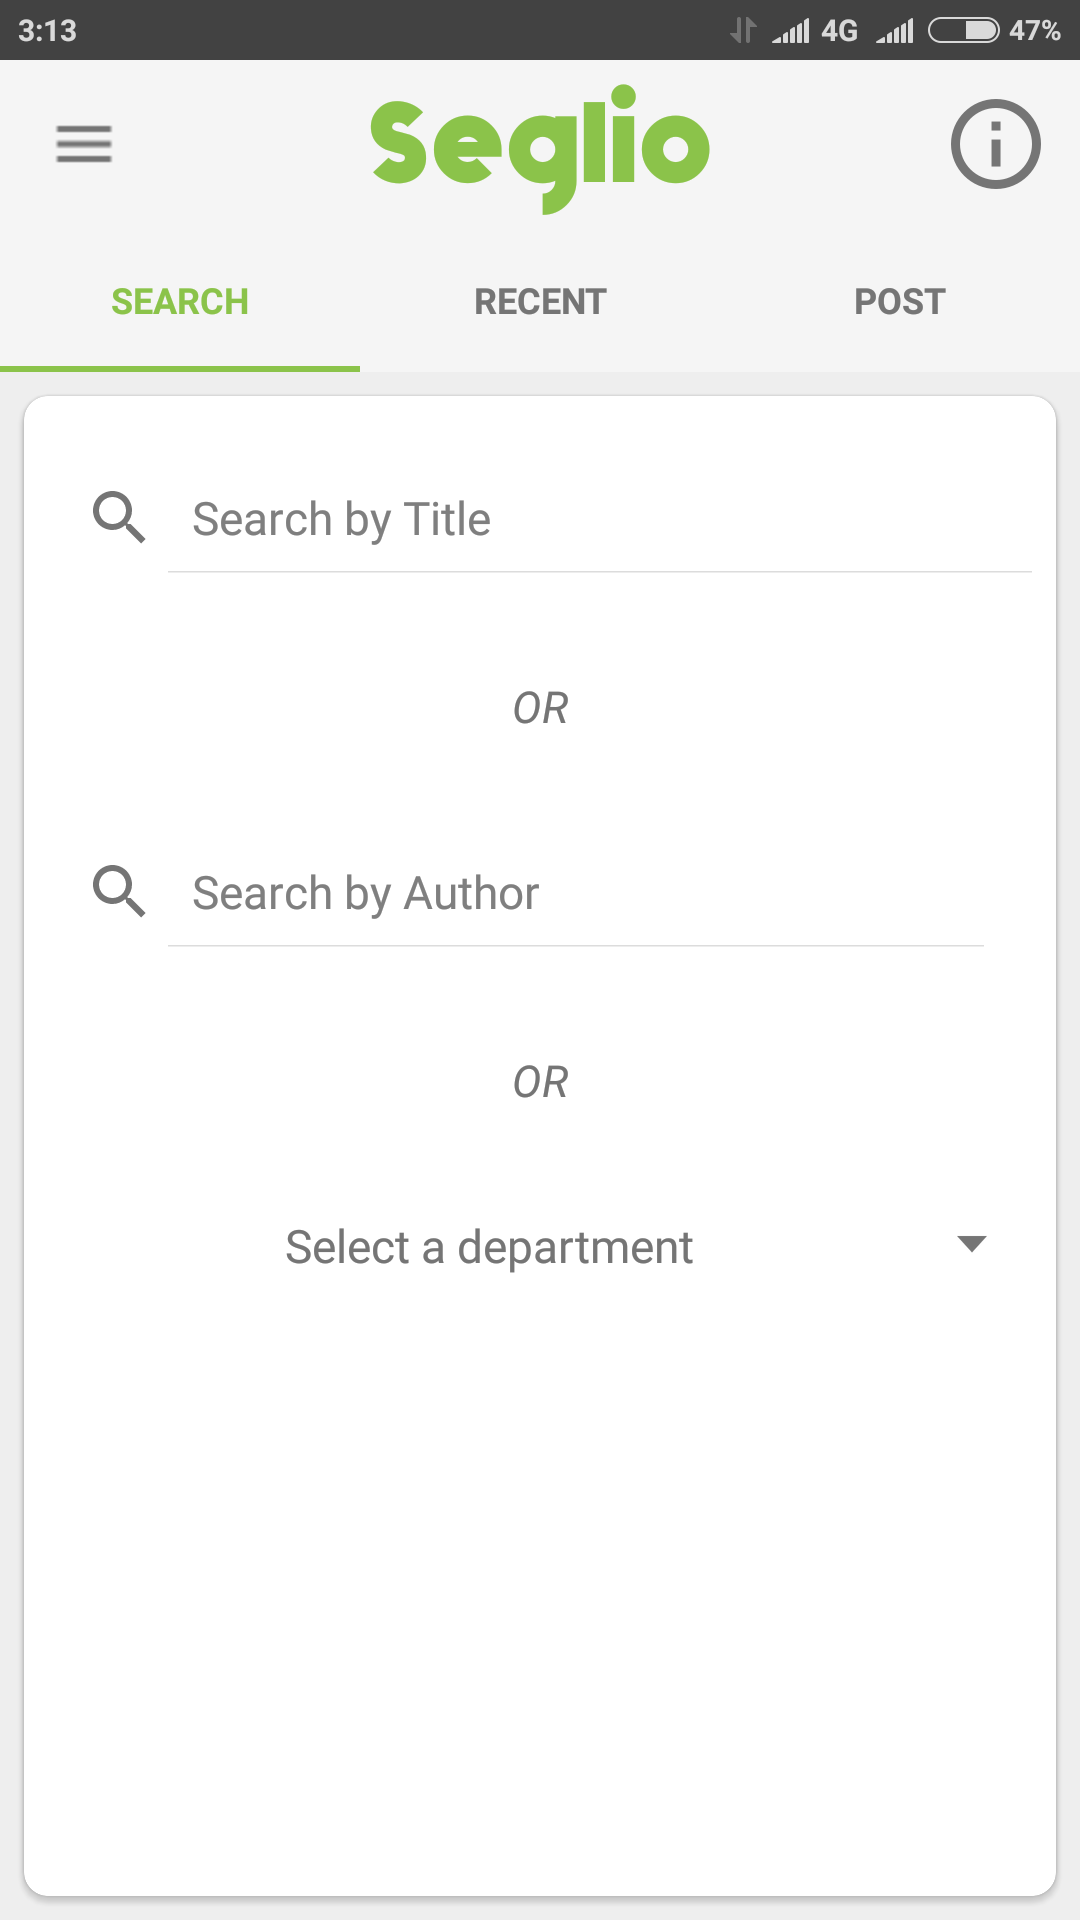 3:13 4G 47%
Seglio
SEARCH RECENT POST
Search by Title
OR
Search by Author
OR
Select a department